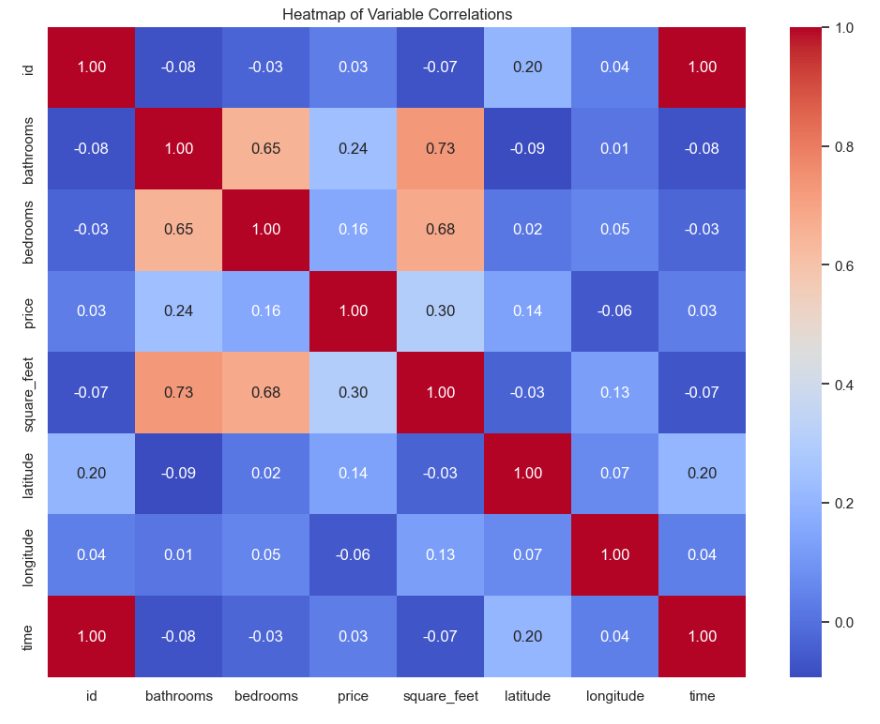 Heatmap of Variable Correlations
id 1.00 -0.08 -0.03 0.03 -0.07 0.20 0.04 1.00
bathrooms -0.08 1.00 0.65 0.24 0.73 -0.09 0.01 -0.08
bedrooms -0.03 0.65 1.00 0.16 0.68 0.02 0.05 -0.03
price 0.03 0.24 0.16 1.00 0.30 0.14 -0.06 0.03
square_feet -0.07 0.73 0.68 0.30 1.00 -0.03 0.13 -0.07
latitude 0.20 -0.09 0.02 0.14 -0.03 1.00 0.07 0.20
longitude 0.04 0.01 0.05 -0.06 0.13 0.07 1.00 0.04
time 1.00 -0.08 -0.03 0.03 -0.07 0.20 0.04 1.00
id bathrooms bedrooms price square_feet latitude longitude time
1.0
0.8
0.6
0.4
0.2
0.0